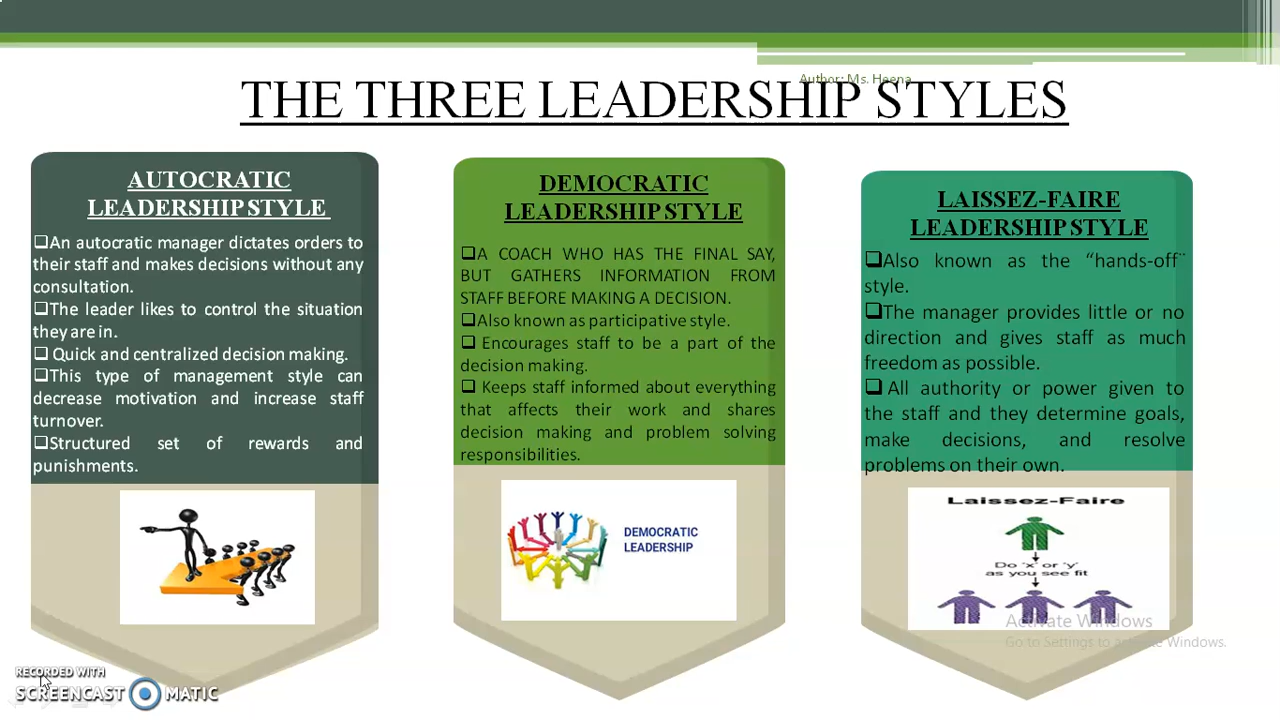 Author: Ms. Heena
THE THREE LEADERSHIP STYLES
AUTOCRATIC
LEADERSHIP STYLE
❑An autocratic manager dictates orders to
their staff and makes decisions without any
consultation.
❑The leader likes to control the situation
they are in.
❑ Quick and centralized decision making.
❑This type of management style can
decrease motivation and increase staff
turnover.
❑Structured set of rewards and
punishments.
DEMOCRATIC
LEADERSHIP STYLE
❑A COACH WHO HAS THE FINAL SAY,
BUT GATHERS INFORMATION FROM
STAFF BEFORE MAKING A DECISION.
❑Also known as participative style.
❑ Encourages staff to be a part of the
decision making.
❑ Keeps staff informed about everything
that affects their work and shares
decision making and problem solving
responsibilities.
DEMOCRATIC
LEADERSHIP
LAISSEZ-FAIRE
LEADERSHIP STYLE
❑Also known as the “hands-off¨
style.
❑The manager provides little or no
direction and gives staff as much
freedom as possible.
❑ All authority or power given to
the staff and they determine goals,
make decisions, and resolve
problems on their own.
Laissez-Faire
Do 'x' or 'y'
as you see fit
Activate Windows
Go to Settings to activate Windows.
RECORDED WITH
SCREENCAST MATIC